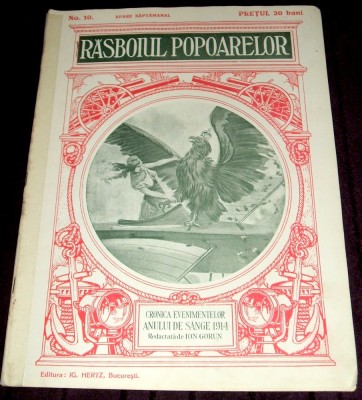 No. 10.
APARE SĂPTĂMÂNAL
PREȚUL 30 bani
RĂSBOIUL POPOARELOR
CRONICA EVENIMENTELOR
ANULUI DE SÂNGE 1914
Redactată de ION GORUN
Editura: IG. HERTZ, București.